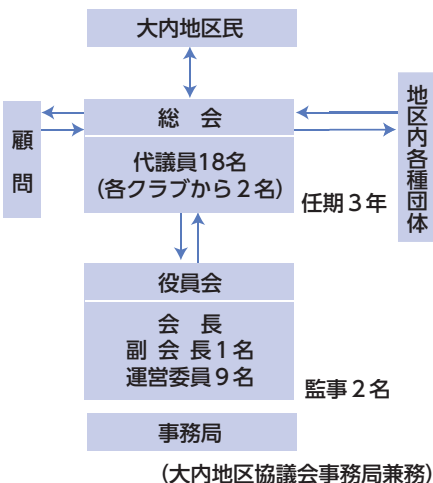 大内地区民
顧問
総　会
代議員18名
（各クラブから２名）
任期３年
地区内各種団体
役員会
会　長
副 会 長１名
運営委員９名
監事２名
事務局
（大内地区協議会事務局兼務）